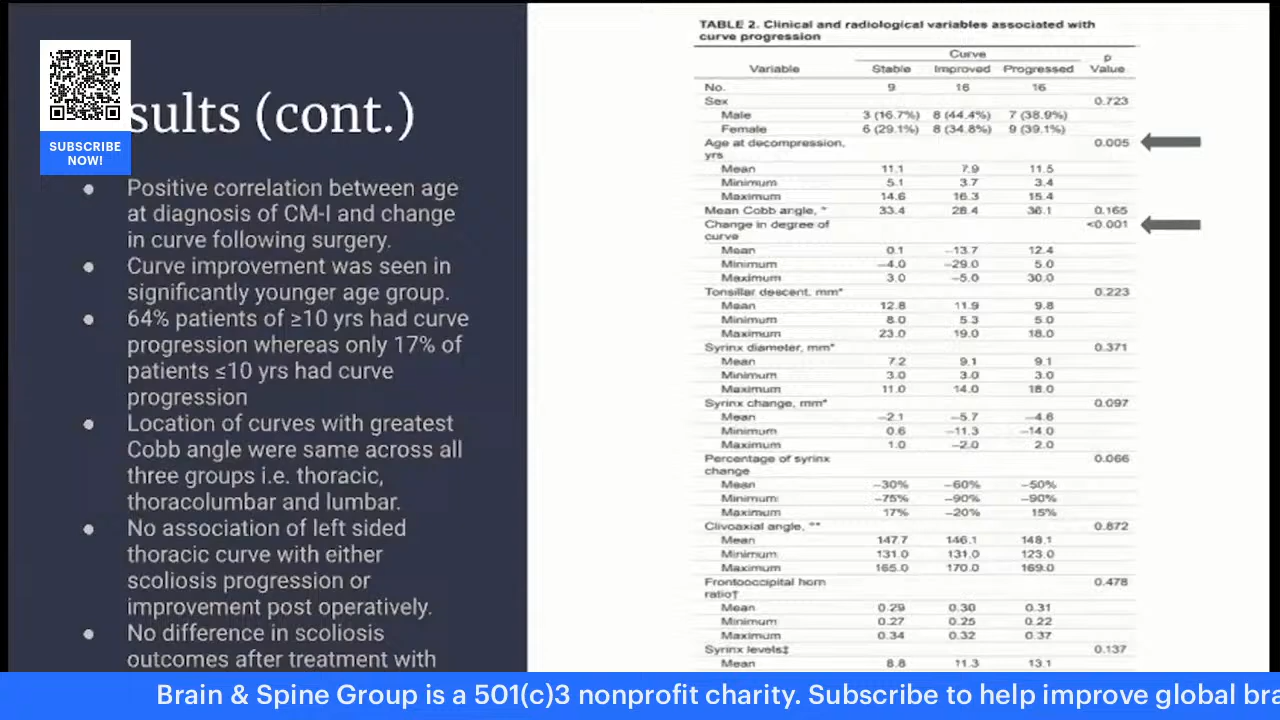 SUBSCRIBE
NOW!
sults (cont.)
● Positive correlation between age
at diagnosis of CM-I and change
in curve following surgery.
● Curve improvement was seen in
significantly younger age group.
● 64% patients of ≥10 yrs had curve
progression whereas only 17% of
patients ≤10 yrs had curve
progression
● Location of curves with greatest
Cobb angle were same across all
three groups i.e. thoracic,
thoracolumbar and lumbar.
● No association of left sided
thoracic curve with either
scoliosis progression or
improvement post operatively.
● No difference in scoliosis
outcomes after treatment with
TABLE 2. Clinical and radiological variables associated with
curve progression
Curve
Variable Stable Improved Progressed p Value
No. 9 16 16
Sex 0.723
Male 3 (16.7%) 8 (44.4%) 7 (38.9%)
Female 6 (29.1%) 8 (34.8%) 9 (39.1%)
Age at decompression, 0.005
yrs
Mean 11.1 7.9 11.5
Minimum 5.1 3.7 3.4
Maximum 14.6 16.3 15.4
Mean Cobb angle, ° 33.4 28.4 36.1 0.165
Change in degree of <0.001
curve
Mean 0.1 −13.7 12.4
Minimum −4.0 −29.0 5.0
Maximum 3.0 −5.0 30.0
Tonsillar descent, mm* 0.223
Mean 12.8 11.9 9.8
Minimum 8.0 5.3 5.0
Maximum 23.0 19.0 18.0
Syrinx diameter, mm* 0.371
Mean 7.2 9.1 9.1
Minimum 3.0 3.0 3.0
Maximum 11.0 14.0 18.0
Syrinx change, mm* 0.097
Mean −2.1 −5.7 −4.6
Minimum 0.6 −11.3 −14.0
Maximum 1.0 −2.0 2.0
Percentage of syrinx 0.066
change
Mean −30% −60% −50%
Minimum −75% −90% −90%
Maximum 17% −20% 15%
Clivoaxial angle, °* 0.872
Mean 147.7 146.1 148.1
Minimum 131.0 131.0 123.0
Maximum 165.0 170.0 169.0
Frontooccipital horn 0.478
ratio†
Mean 0.29 0.30 0.31
Minimum 0.27 0.25 0.22
Maximum 0.34 0.32 0.37
Syrinx levels‡ 0.137
Mean 8.8 11.3 13.1
Brain & Spine Group is a 501(c)3 nonprofit charity. Subscribe to help improve global bra